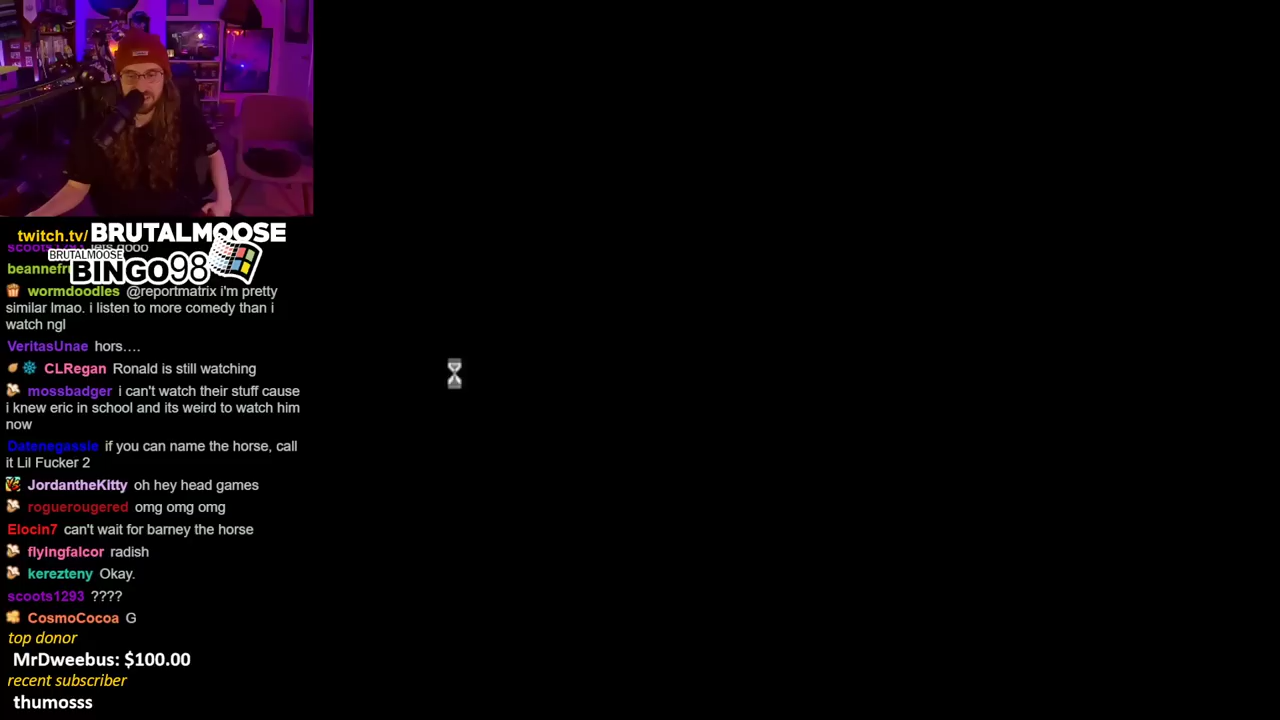 twitch.tv/BRUTALMOOSE
scoots1293 lets gooo
BRUTALMOOSE
BINGO98
wormdoodles @reportmatrix i'm pretty
similar lmao. i listen to more comedy than i
watch ngl
VeritasUnae hors….
CLRegan Ronald is still watching
mossbadger i can't watch their stuff cause
i knew eric in school and its weird to watch him
now
Datenegassie if you can name the horse, call
it Lil Fucker 2
JordantheKitty oh hey head games
roguerougered omg omg omg
Elocin7 can't wait for barney the horse
flyingfalcor radish
kerezteny Okay.
scoots1293 ????
CosmoCocoa G
top donor
MrDweebus: $100.00
recent subscriber
thumosss